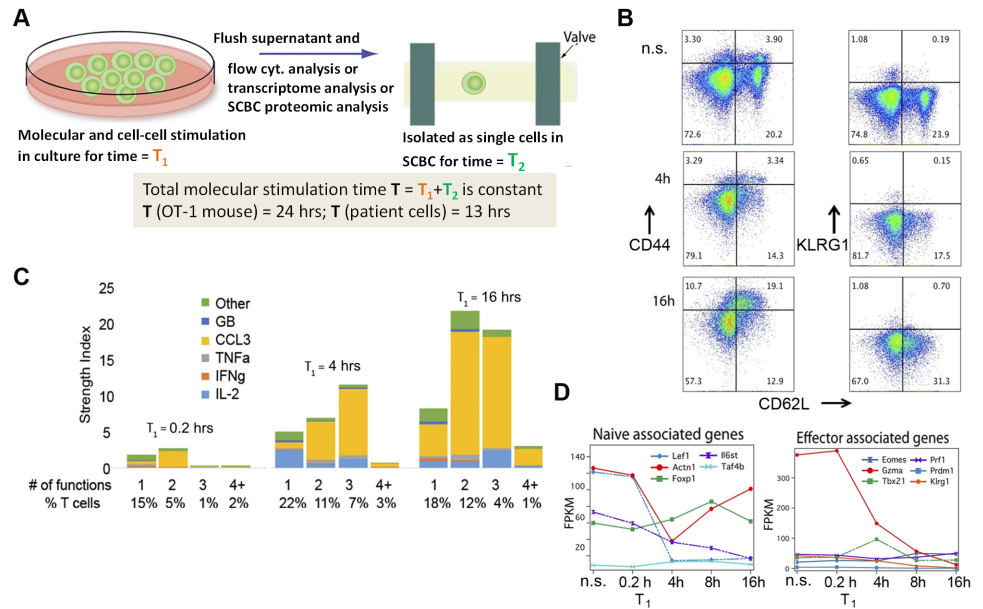 A
Flush supernatant and
flow cyt. analysis or
transcriptome analysis or
SCBC proteomic analysis
Valve
Molecular and cell-cell stimulation
in culture for time = T1
Isolated as single cells in
SCBC for time = T2
Total molecular stimulation time T = T1+T2 is constant
T (OT-1 mouse) = 24 hrs; T (patient cells) = 13 hrs
B
n.s.
3.30 3.90
72.6 20.2
1.08 0.19
74.8 23.9
4h
3.29 3.34
79.1 14.3
0.65 0.15
81.7 17.5
CD44
KLRG1
16h
10.7 19.1
57.3 12.9
1.08 0.70
67.0 31.3
CD62L
C
Strength Index
25
20
15
10
5
0
Other
GB
CCL3
TNFa
IFNg
IL-2
T1 = 0.2 hrs
T1 = 4 hrs
T1 = 16 hrs
# of functions 1 2 3 4+ 1 2 3 4+ 1 2 3 4+
% T cells 15% 5% 1% 2% 22% 11% 7% 3% 18% 12% 4% 1%
D
Naive associated genes
Lef1 Il6st
Actn1 Taf4b
Foxp1
FPKM
140
100
60
20
n.s. 0.2 h 4h 8h 16h
T1
Effector associated genes
Eomes Prf1
Gzma Prdm1
Tbx21 Klrg1
FPKM
300
200
100
0
n.s. 0.2 h 4h 8h 16h
T1